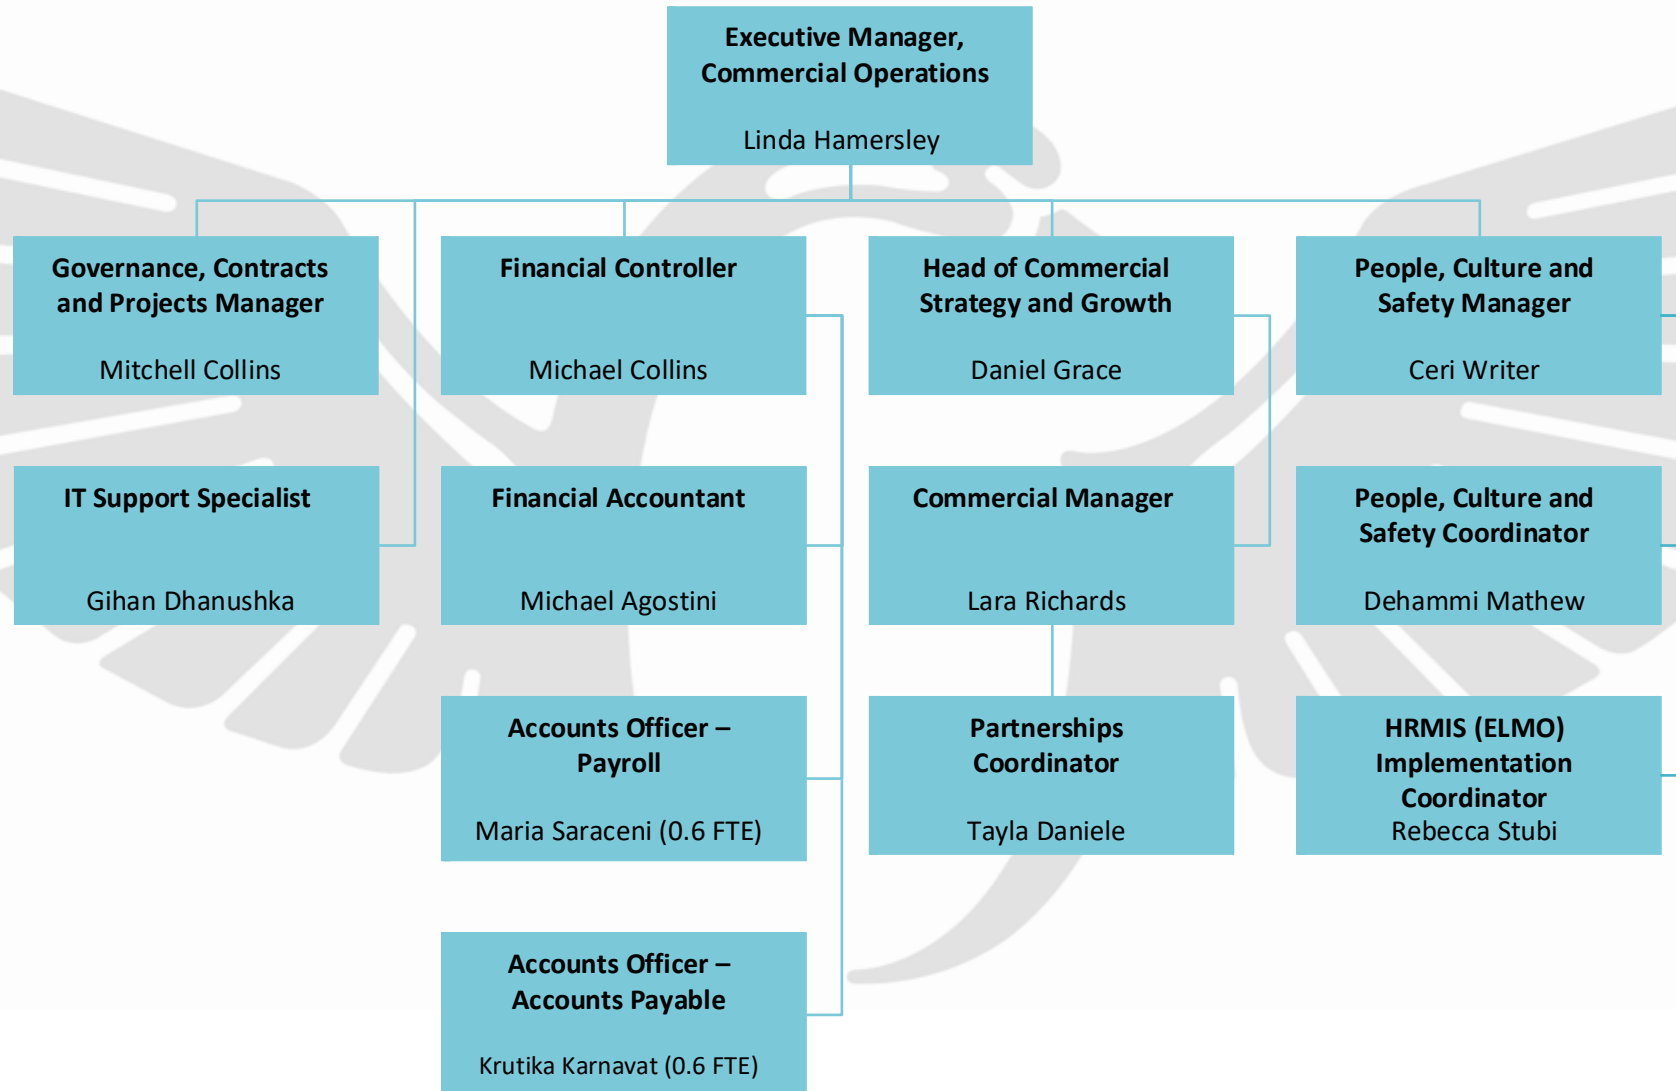 Executive Manager,
Commercial Operations
Linda Hamersley
Governance, Contracts
and Projects Manager
Mitchell Collins
Financial Controller
Michael Collins
Head of Commercial
Strategy and Growth
Daniel Grace
People, Culture and
Safety Manager
Ceri Writer
IT Support Specialist
Gihan Dhanushka
Financial Accountant
Michael Agostini
Commercial Manager
Lara Richards
People, Culture and
Safety Coordinator
Dehammi Mathew
Accounts Officer –
Payroll
Maria Saraceni (0.6 FTE)
Partnerships
Coordinator
Tayla Daniele
HRMIS (ELMO)
Implementation
Coordinator
Rebecca Stubi
Accounts Officer –
Accounts Payable
Krutika Karnavat (0.6 FTE)